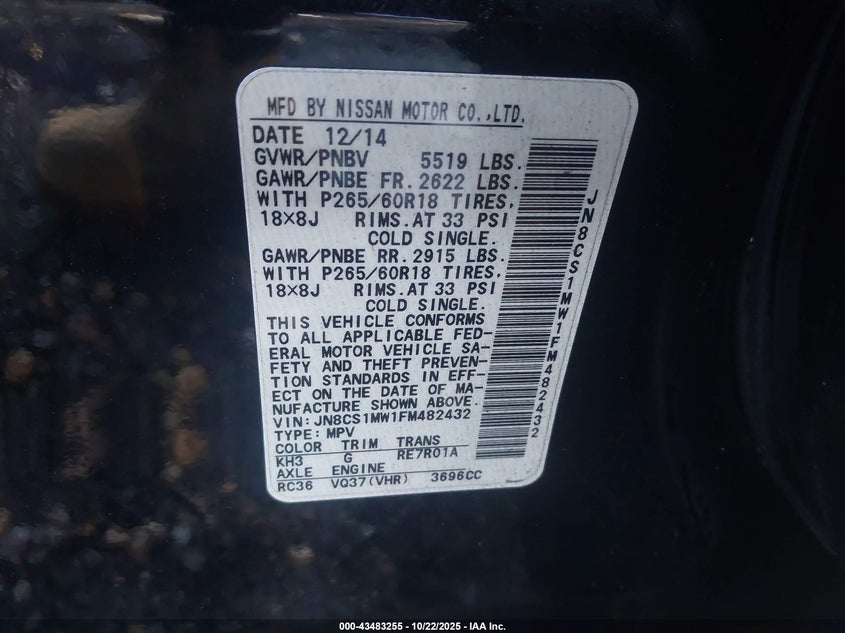 MFD BY NISSAN MOTOR CO.,LTD.
DATE 12/14
GVWR/PNBV 5519 LBS.
GAWR/PNBE FR. 2622 LBS.
WITH P265/60R18 TIRES.
18×8J RIMS. AT 33 PSI
COLD SINGLE.
GAWR/PNBE RR. 2915 LBS.
WITH P265/60R18 TIRES.
18×8J RIMS. AT 33 PSI
COLD SINGLE.
THIS VEHICLE CONFORMS
TO ALL APPLICABLE FED-
ERAL MOTOR VEHICLE SA-
FETY AND THEFT PREVEN-
TION STANDARDS IN EFF-
ECT ON THE DATE OF MA-
NUFACTURE SHOWN ABOVE.
VIN: JN8CS1MW1FM482432
TYPE: MPV
COLOR TRIM TRANS
KH3 G RE7R01A
AXLE ENGINE
RC36 VQ37(VHR) 3696CC
JN8CS1MW1FM482432
000-43483255 - 10/22/2025 - IAA Inc.